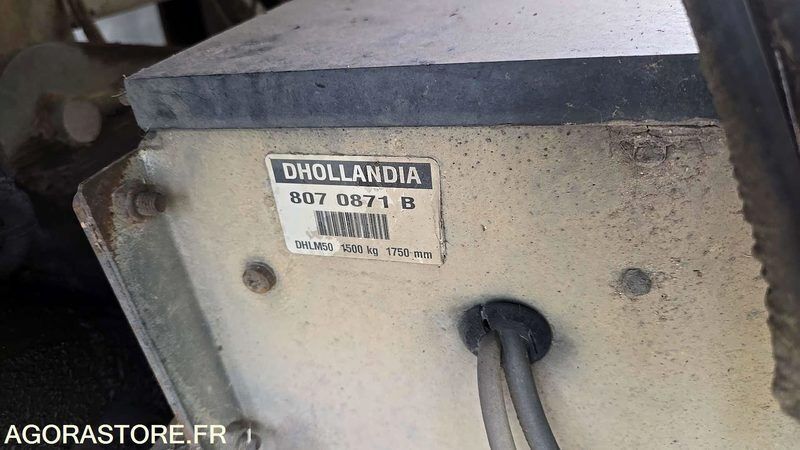 DHOLLANDIA
807 0871 B
DHLM50 1500 kg 1750 mm
AGORASTORE.FR